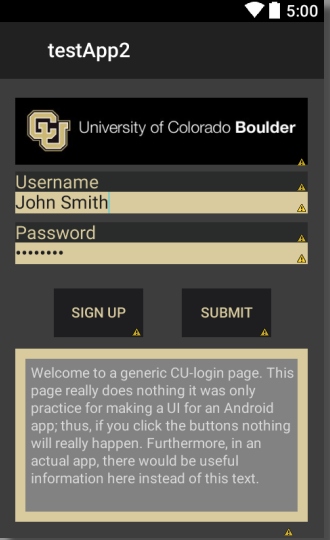 5:00
testApp2
CU
University of Colorado Boulder
Username
John Smith
Password
••••••••
SIGN UP
SUBMIT
Welcome to a generic CU-login page. This
page really does nothing it was only
practice for making a UI for an Android
app; thus, if you click the buttons nothing
will really happen. Furthermore, in an
actual app, there would be useful
information here instead of this text.